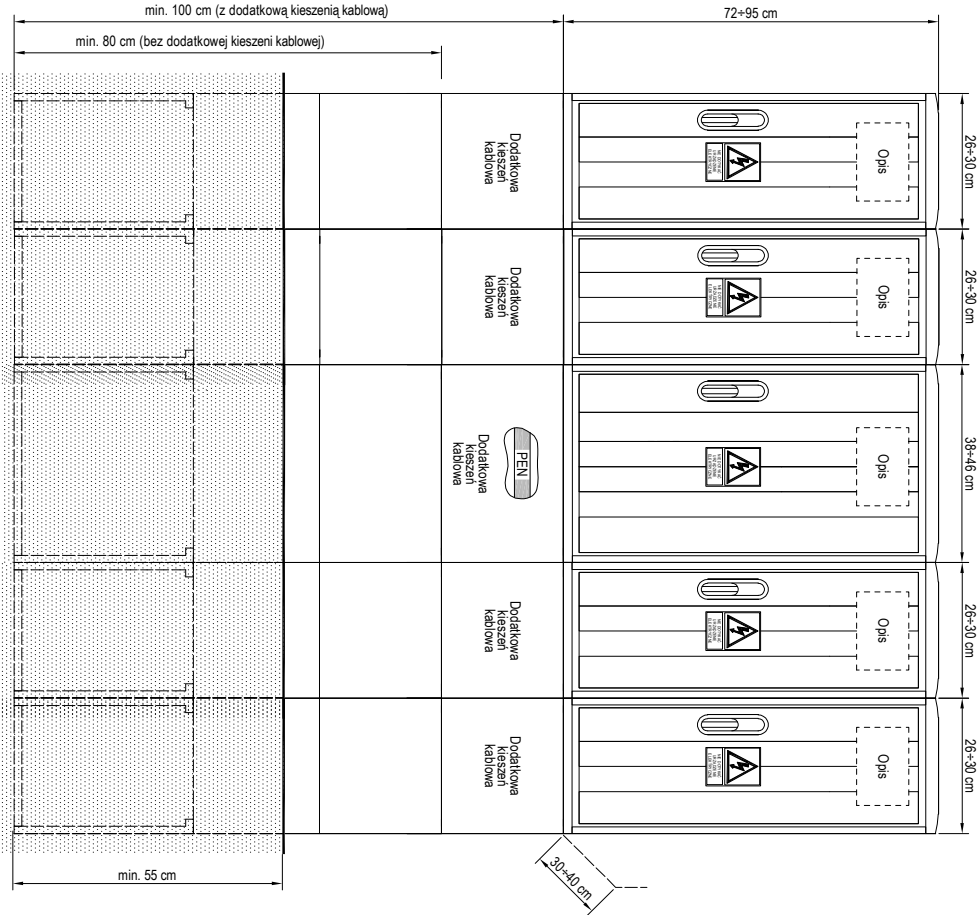 min. 100 cm (z dodatkową kieszenią kablową)
72÷95 cm
min. 80 cm (bez dodatkowej kieszeni kablowej)
Dodatkowa
kieszeń
kablowa
Opis
26÷30 cm
Dodatkowa
kieszeń
kablowa
Opis
26÷30 cm
PEN
Dodatkowa
kieszeń
kablowa
Opis
38÷46 cm
Dodatkowa
kieszeń
kablowa
Opis
26÷30 cm
Dodatkowa
kieszeń
kablowa
Opis
26÷30 cm
min. 55 cm
30÷40 cm